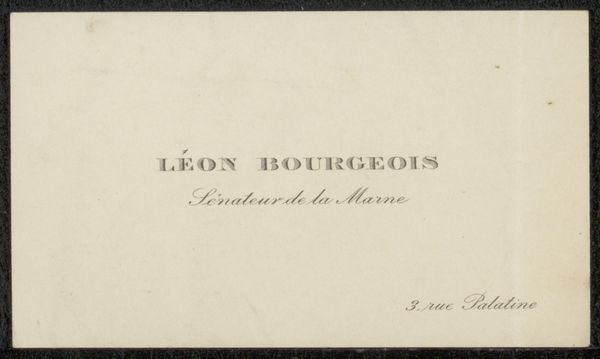 LÉON BOURGEOIS
Sénateur de la Marne
3, rue Palatine